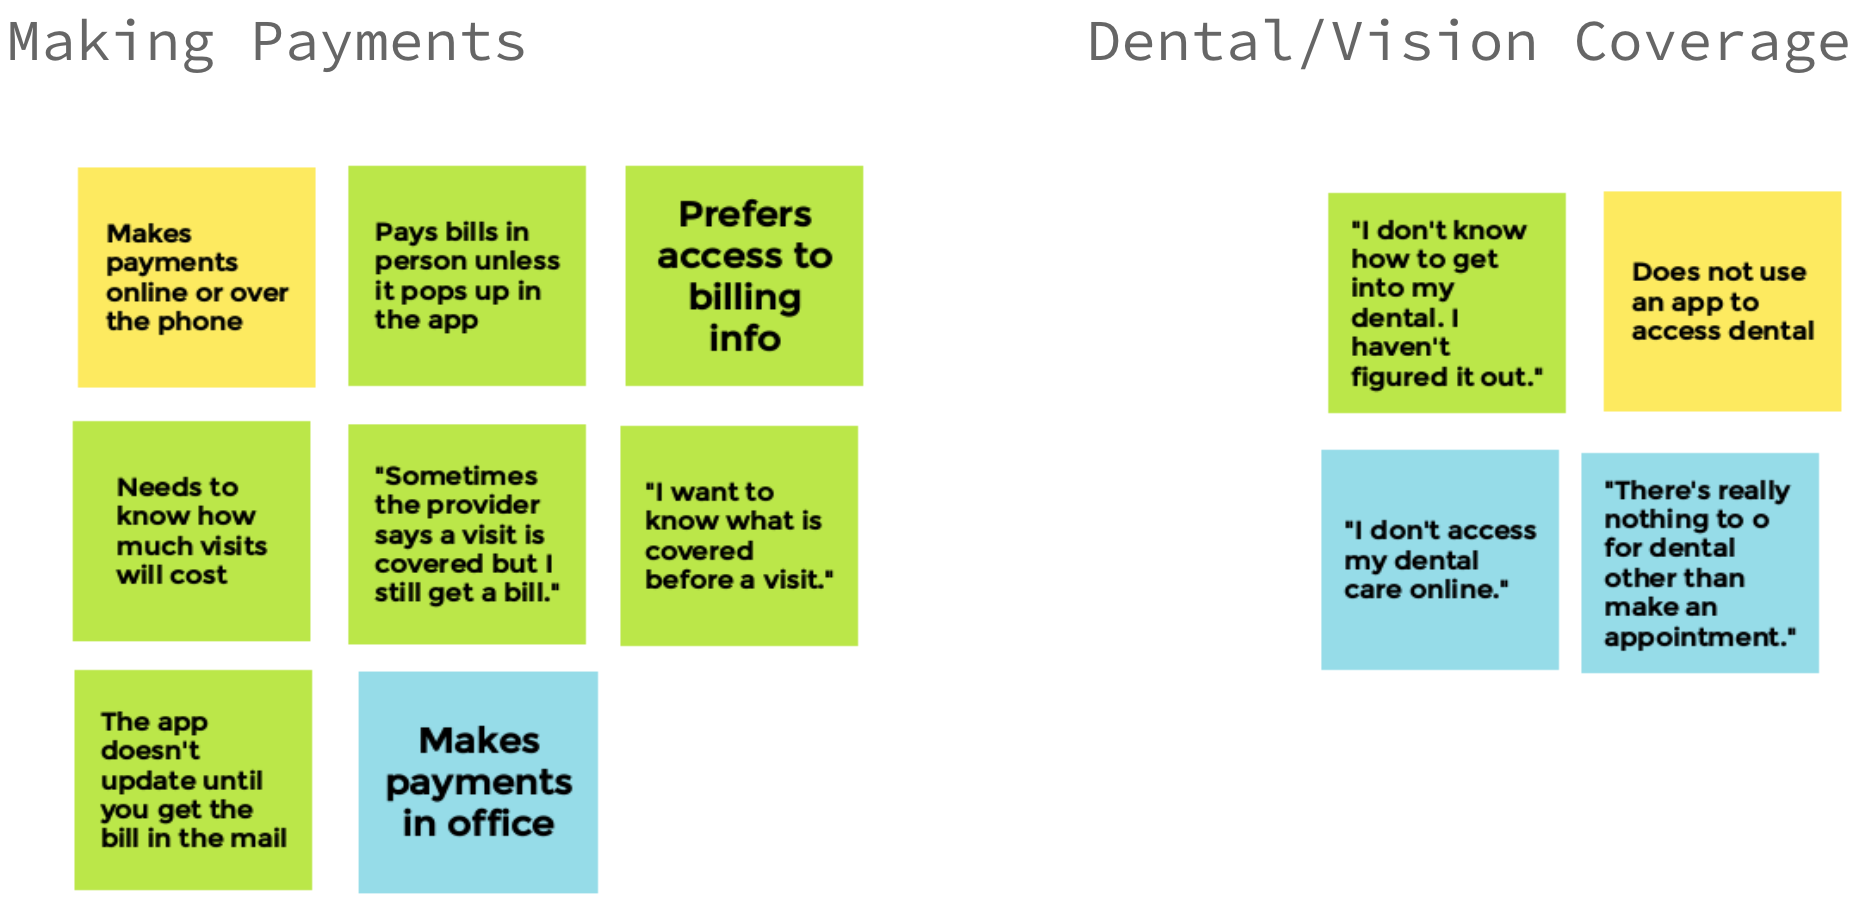 Making Payments
Dental/Vision Coverage
Makes
payments
online or over
the phone
Pays bills in
person unless
it pops up in
the app
Prefers
access to
billing
info
Needs to
know how
much visits
will cost
"Sometimes
the provider
says a visit is
covered but I
still get a bill."
"I want to
know what is
covered
before a visit."
The app
doesn't
update until
you get the
bill in the mail
Makes
payments
in office
"I don't know
how to get
into my
dental. I
haven't
figured it out."
Does not use
an app to
access dental
"I don't access
my dental
care online."
"There's really
nothing to o
for dental
other than
make an
appointment."